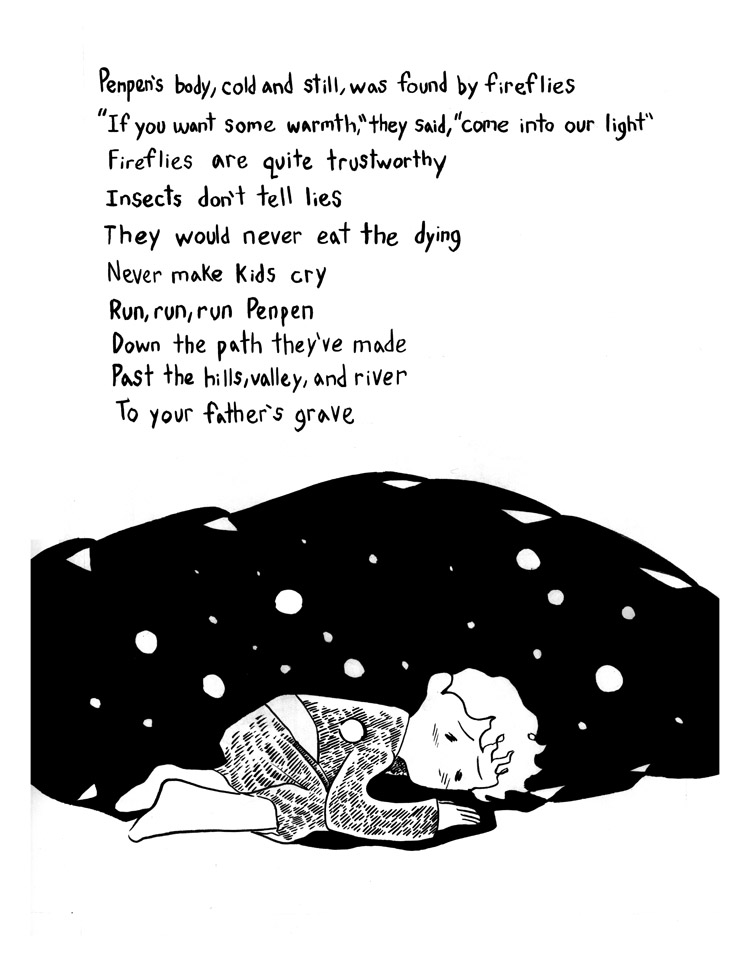 Penpen's body, cold and still, was found by fireflies
"If you want some warmth," they said, "come into our light"
Fireflies are quite trustworthy
Insects don't tell lies
They would never eat the dying
Never make kids cry
Run, run, run Penpen
Down the path they've made
Past the hills, valley, and river
To your father's grave